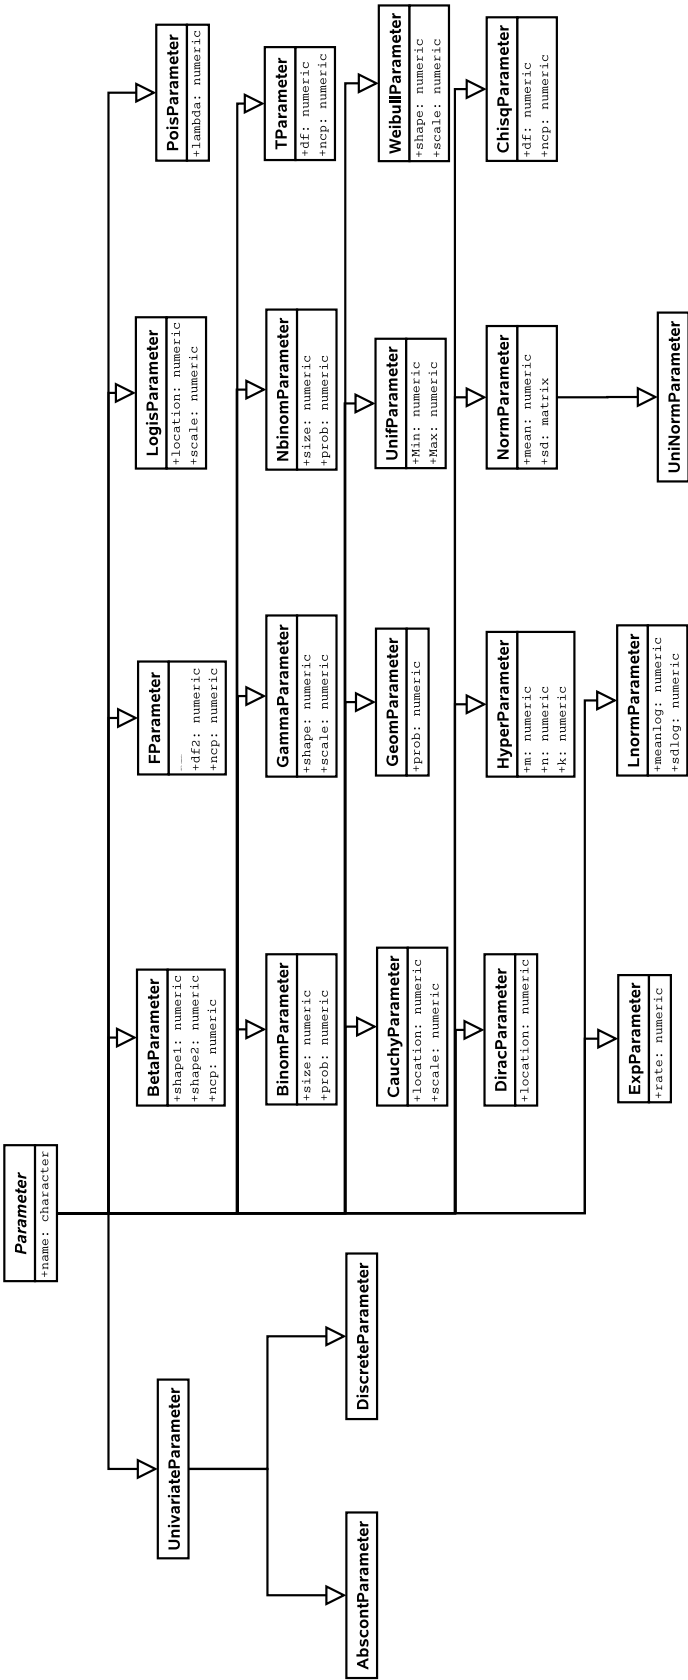 Parameter
+name: character
UnivariateParameter
BetaParameter
+shape1: numeric
+shape2: numeric
+ncp: numeric
FParameter
+df2: numeric
+ncp: numeric
LogisParameter
+location: numeric
+scale: numeric
PoisParameter
+lambda: numeric
BinomParameter
+size: numeric
+prob: numeric
GammaParameter
+shape: numeric
+scale: numeric
NbinomParameter
+size: numeric
+prob: numeric
TParameter
+df: numeric
+ncp: numeric
AbscontParameter
DiscreteParameter
CauchyParameter
+location: numeric
+scale: numeric
GeomParameter
+prob: numeric
UnifParameter
+Min: numeric
+Max: numeric
WeibullParameter
+shape: numeric
+scale: numeric
DiracParameter
+location: numeric
HyperParameter
+m: numeric
+n: numeric
+k: numeric
NormParameter
+mean: numeric
+sd: matrix
ChisqParameter
+df: numeric
+ncp: numeric
ExpParameter
+rate: numeric
LnormParameter
+meanlog: numeric
+sdlog: numeric
UniNormParameter